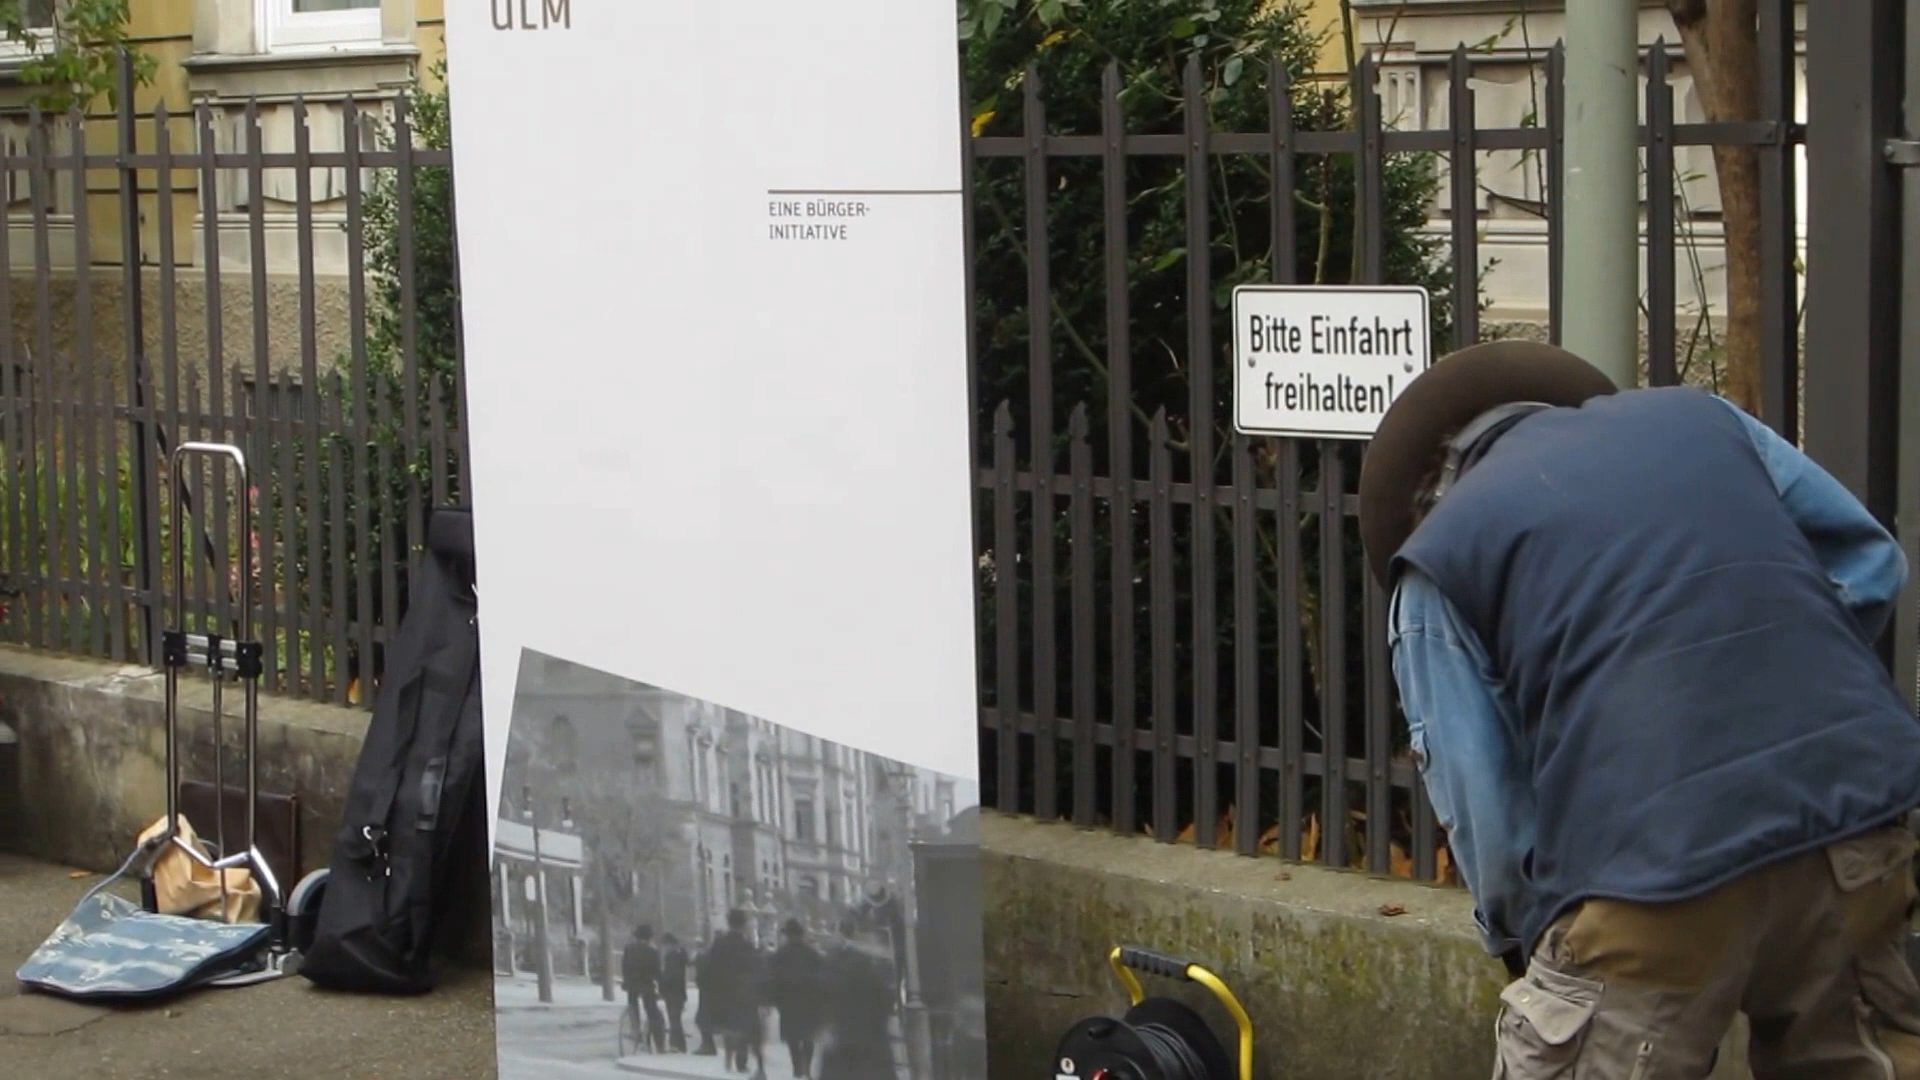 ULM
EINE BÜRGER-
INITIATIVE
Bitte Einfahrt
freihalten!